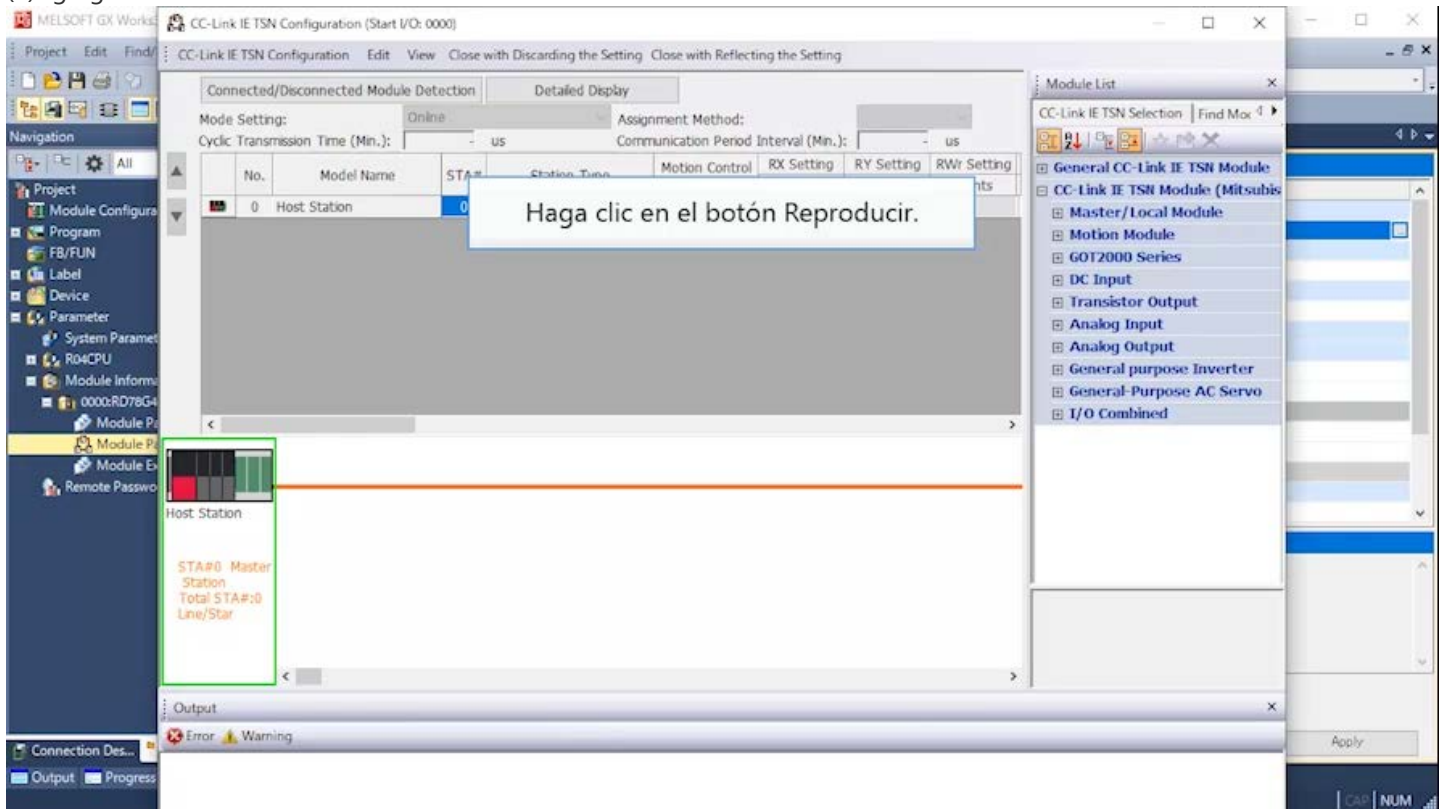 MELSOFT GX Works
CC-Link IE TSN Configuration (Start I/O: 0000)
Project Edit Find/
CC-Link IE TSN Configuration Edit View Close with Discarding the Setting Close with Reflecting the Setting
Connected/Disconnected Module Detection Detailed Display
Mode Setting: Online Assignment Method:
Cyclic Transmission Time (Min.): - us Communication Period Interval (Min.): - us
No. Model Name STA# Station Type Motion Control RX Setting RY Setting RWr Setting
0 Host Station 0
Haga clic en el botón Reproducir.
Navigation
All
Project
Module Configura
Program
FB/FUN
Label
Device
Parameter
System Paramet
R04CPU
Module Informa
0000:RD78G4
Module Pa
Module Pa
Module Ex
Remote Passwo
Host Station
STA#0 Master
Station
Total STA#:0
Line/Star
Module List
CC-Link IE TSN Selection Find Mo
General CC-Link IE TSN Module
CC-Link IE TSN Module (Mitsubis
Master/Local Module
Motion Module
GOT2000 Series
DC Input
Transistor Output
Analog Input
Analog Output
General purpose Inverter
General-Purpose AC Servo
I/O Combined
Output
Error Warning
Connection Des...
Output Progress
Apply
CAP NUM